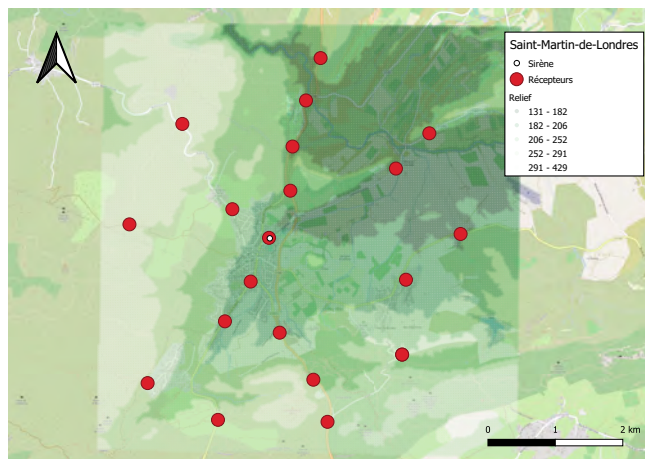 Saint-Martin-de-Londres
Sirène
Récepteurs
Relief
131 - 182
182 - 206
206 - 252
252 - 291
291 - 429
0 1 2 km